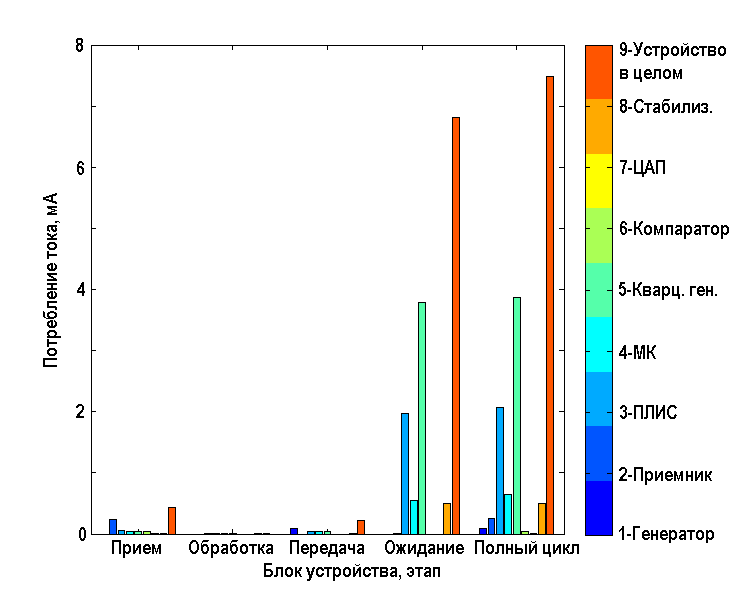 8
6
4
2
0
Потребление тока, мА
Прием Обработка Передача Ожидание Полный цикл
Блок устройства, этап
9-Устройство
в целом
8-Стабилиз.
7-ЦАП
6-Компаратор
5-Кварц. ген.
4-МК
3-ПЛИС
2-Приемник
1-Генератор